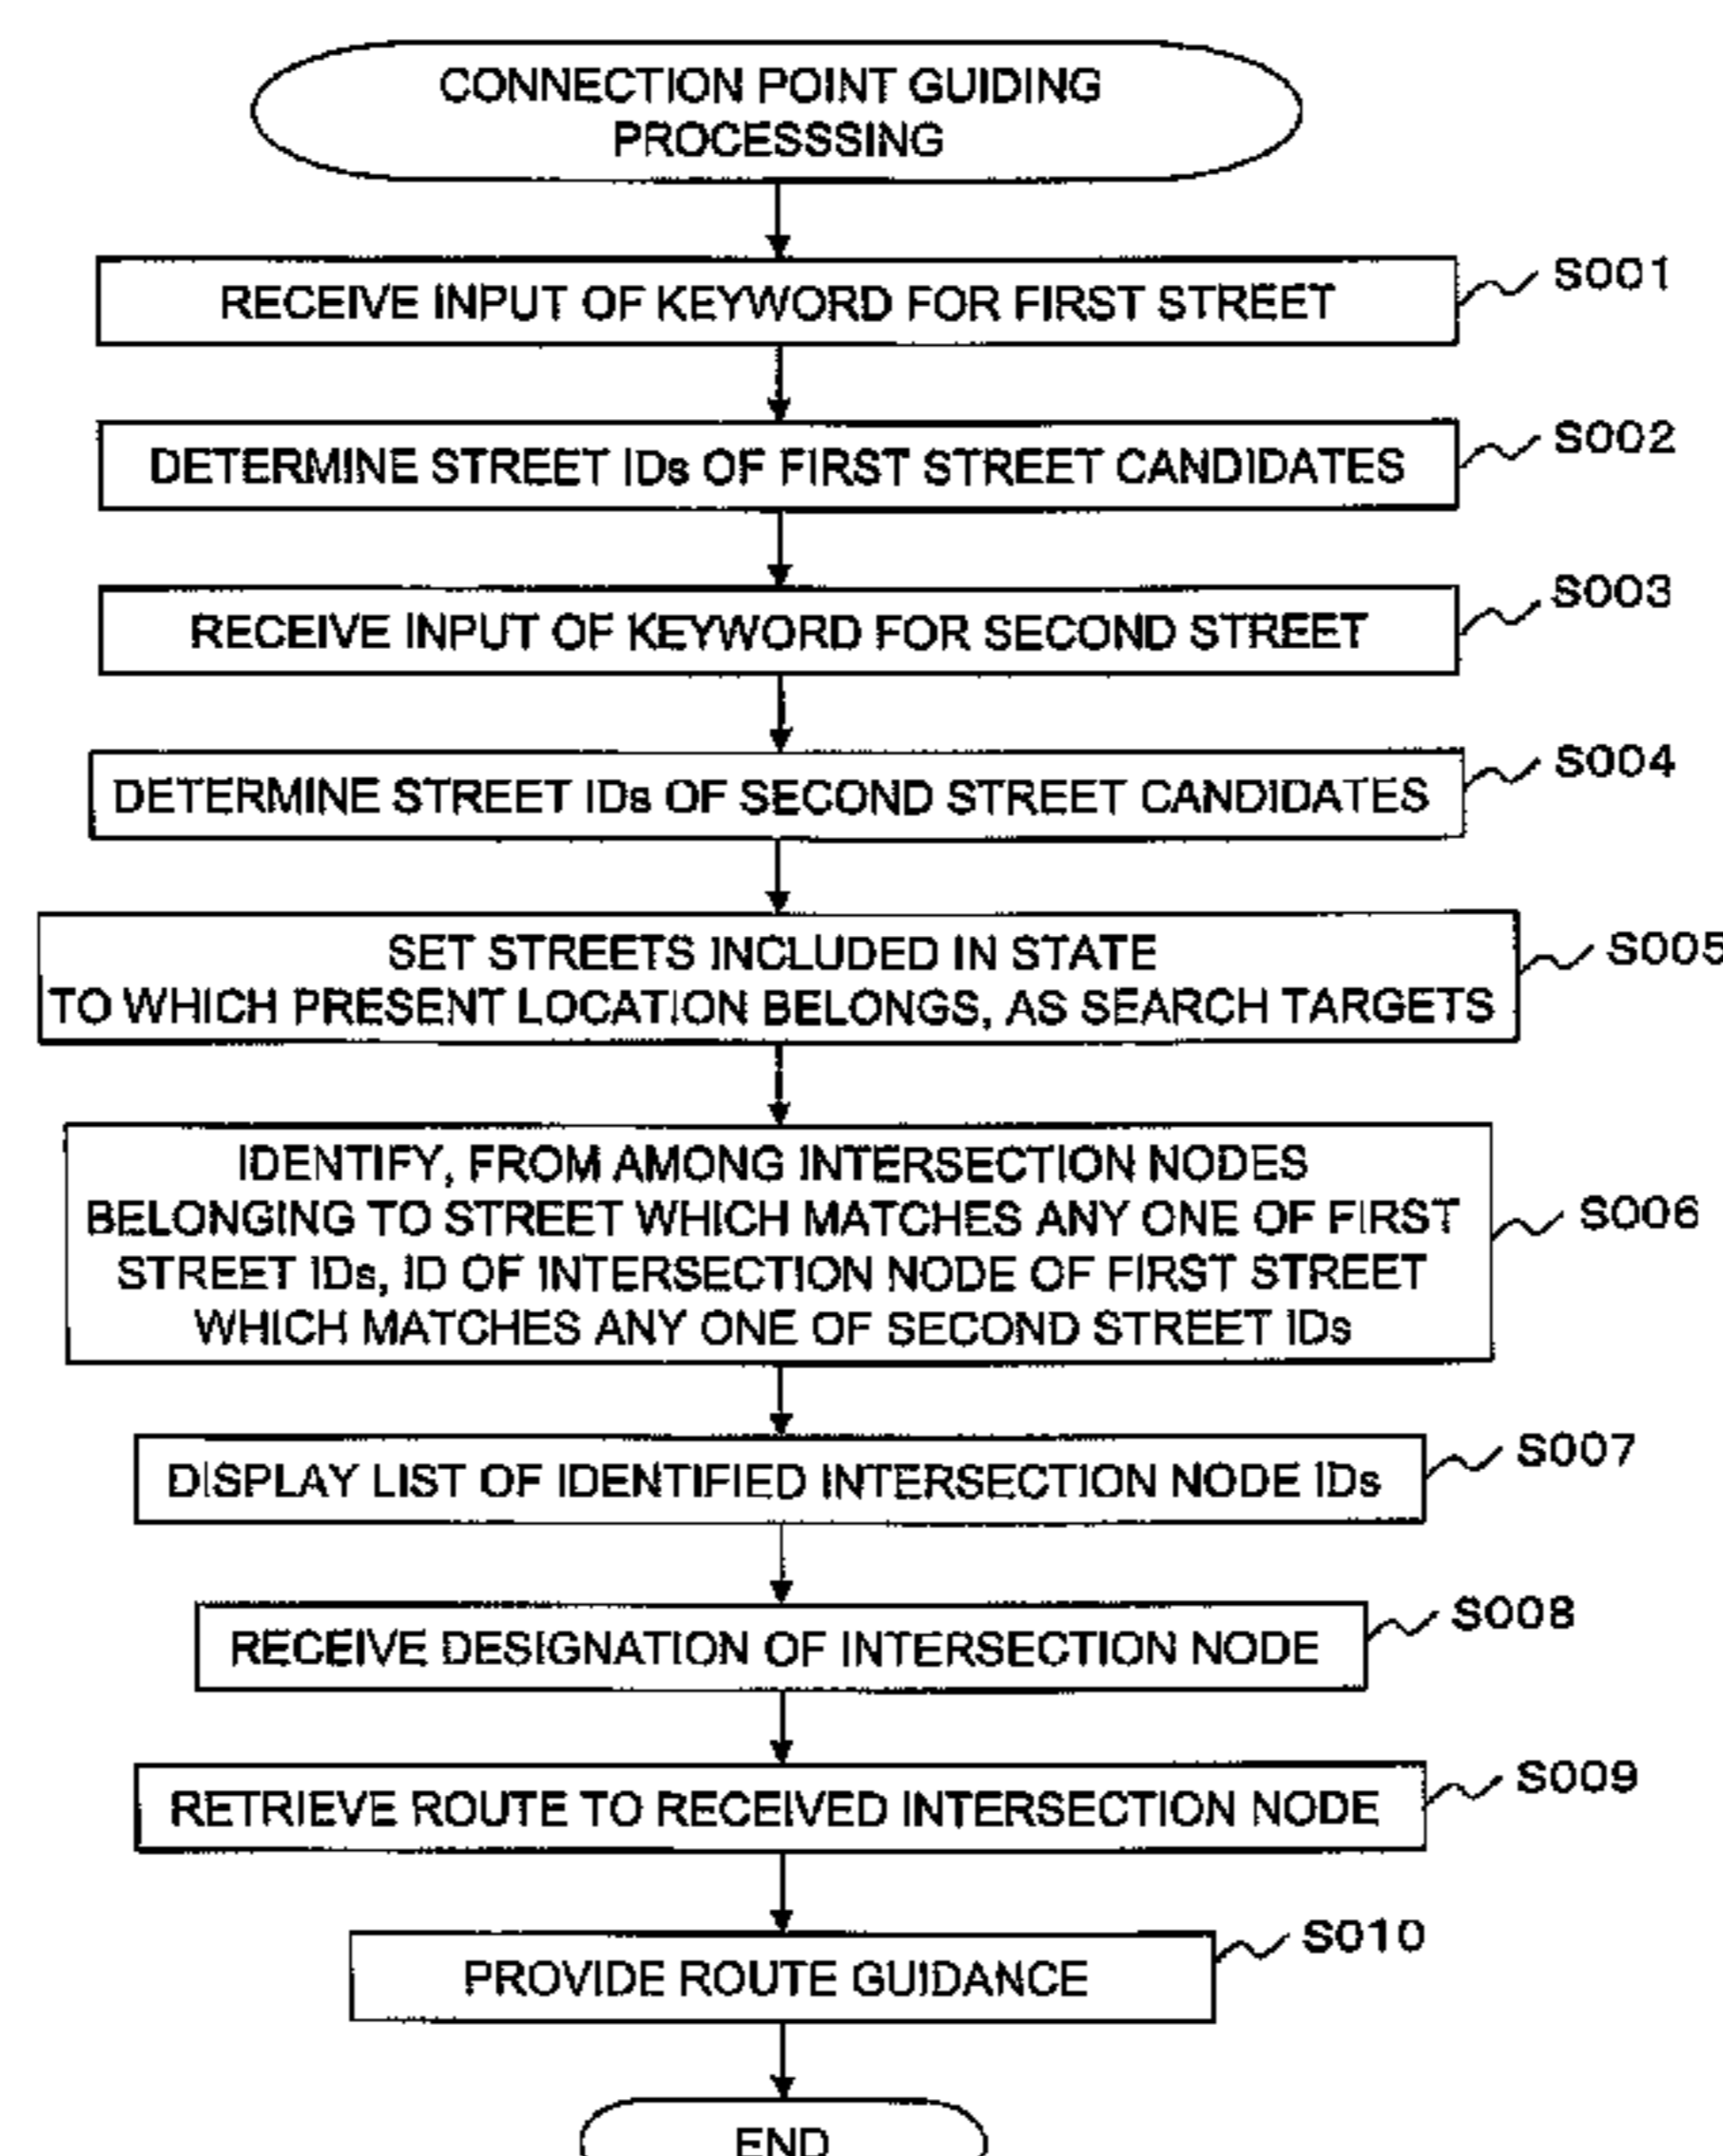 CONNECTION POINT GUIDING
PROCESSSING
RECEIVE INPUT OF KEYWORD FOR FIRST STREET
S001
DETERMINE STREET IDs OF FIRST STREET CANDIDATES
S002
RECEIVE INPUT OF KEYWORD FOR SECOND STREET
S003
DETERMINE STREET IDs OF SECOND STREET CANDIDATES
S004
SET STREETS INCLUDED IN STATE
TO WHICH PRESENT LOCATION BELONGS, AS SEARCH TARGETS
S005
IDENTIFY, FROM AMONG INTERSECTION NODES
BELONGING TO STREET WHICH MATCHES ANY ONE OF FIRST
STREET IDs, ID OF INTERSECTION NODE OF FIRST STREET
WHICH MATCHES ANY ONE OF SECOND STREET IDs
S006
DISPLAY LIST OF IDENTIFIED INTERSECTION NODE IDs
S007
RECEIVE DESIGNATION OF INTERSECTION NODE
S008
RETRIEVE ROUTE TO RECEIVED INTERSECTION NODE
S009
PROVIDE ROUTE GUIDANCE
S010
END